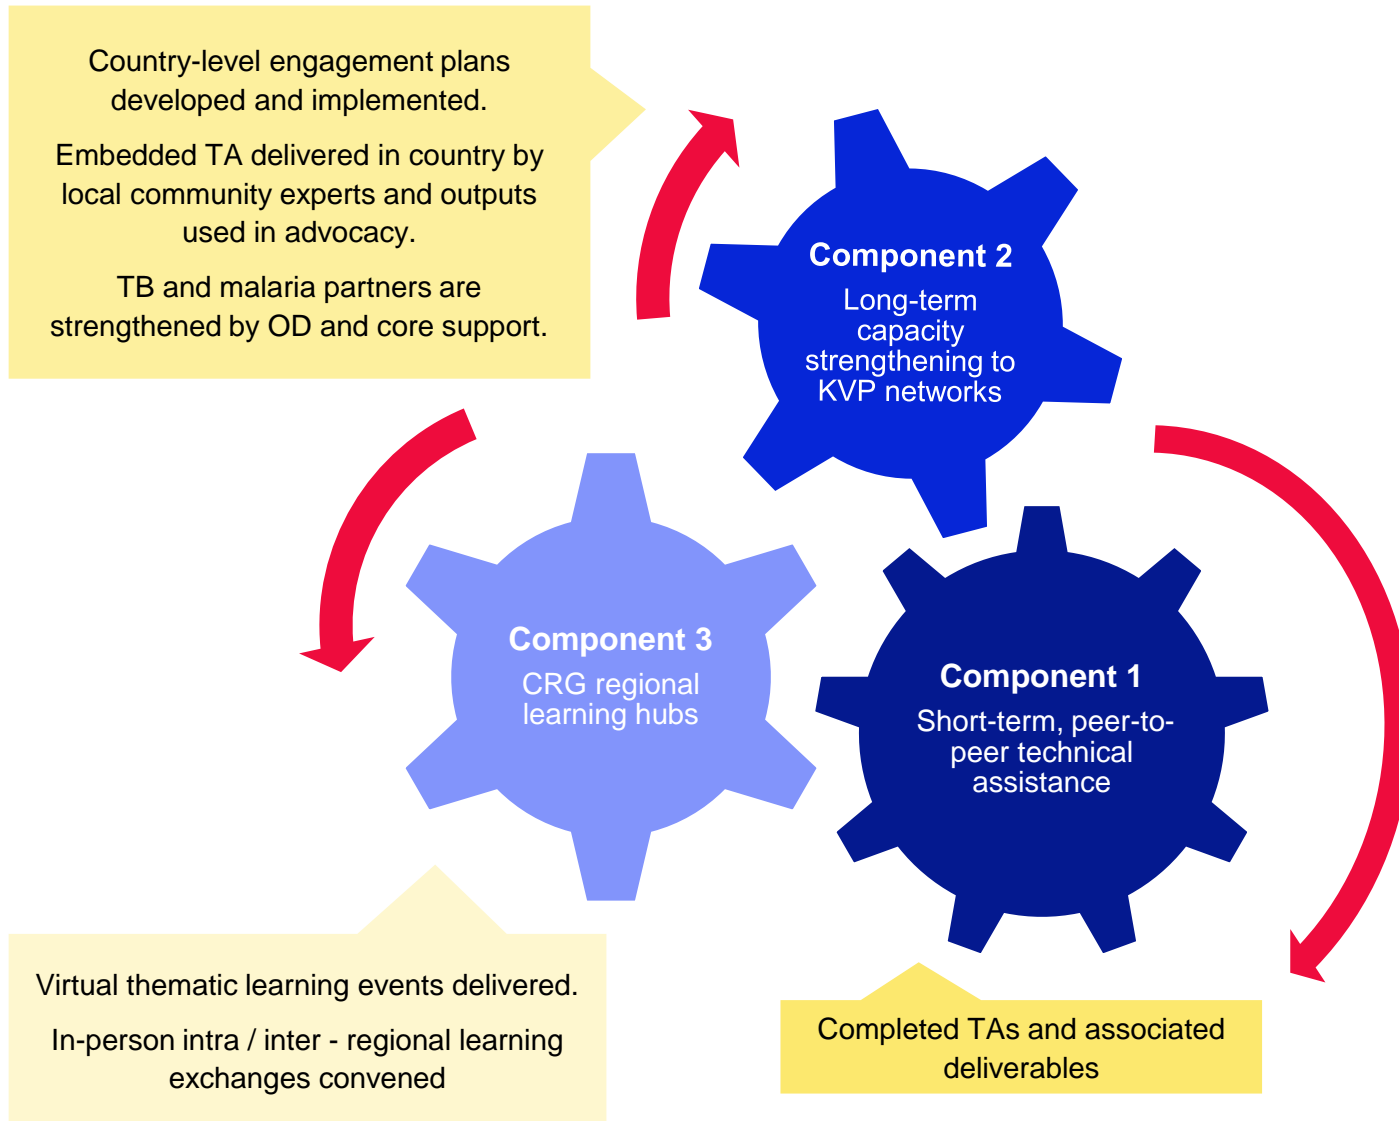 Country-level engagement plans
developed and implemented.
Embedded TA delivered in country by
local community experts and outputs
used in advocacy.
TB and malaria partners are
strengthened by OD and core support.
Component 2
Long-term
capacity
strengthening to
KVP networks
Component 3
CRG regional
learning hubs
Component 1
Short-term, peer-to-
peer technical
assistance
Virtual thematic learning events delivered.
In-person intra / inter - regional learning
exchanges convened
Completed TAs and associated
deliverables